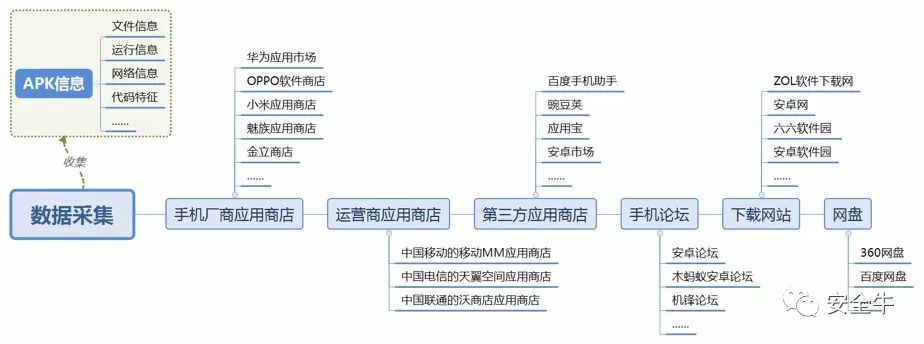 文件信息
运行信息
APK信息
网络信息
代码特征
……
收集
数据采集
手机厂商应用商店
华为应用市场
OPPO软件商店
小米应用商店
魅族应用商店
金立商店
……
运营商应用商店
中国移动的移动MM应用商店
中国电信的天翼空间应用商店
中国联通的沃商店应用商店
第三方应用商店
百度手机助手
豌豆荚
应用宝
安卓市场
……
手机论坛
安卓论坛
木蚂蚁安卓论坛
机锋论坛
……
下载网站
ZOL软件下载网
安卓网
六六软件园
安卓软件园
……
网盘
360网盘
百度网盘
……
安全牛